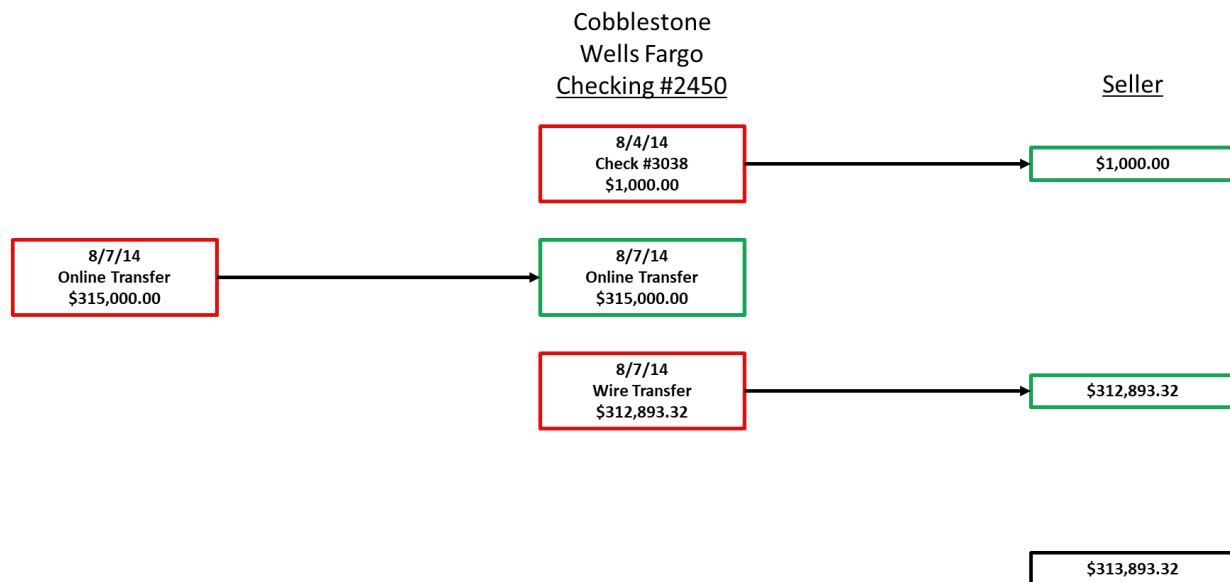 Cobblestone
Wells Fargo
Checking #2450
Seller
8/4/14
Check #3038
$1,000.00
$1,000.00
8/7/14
Online Transfer
$315,000.00
8/7/14
Online Transfer
$315,000.00
8/7/14
Wire Transfer
$312,893.32
$312,893.32
$313,893.32